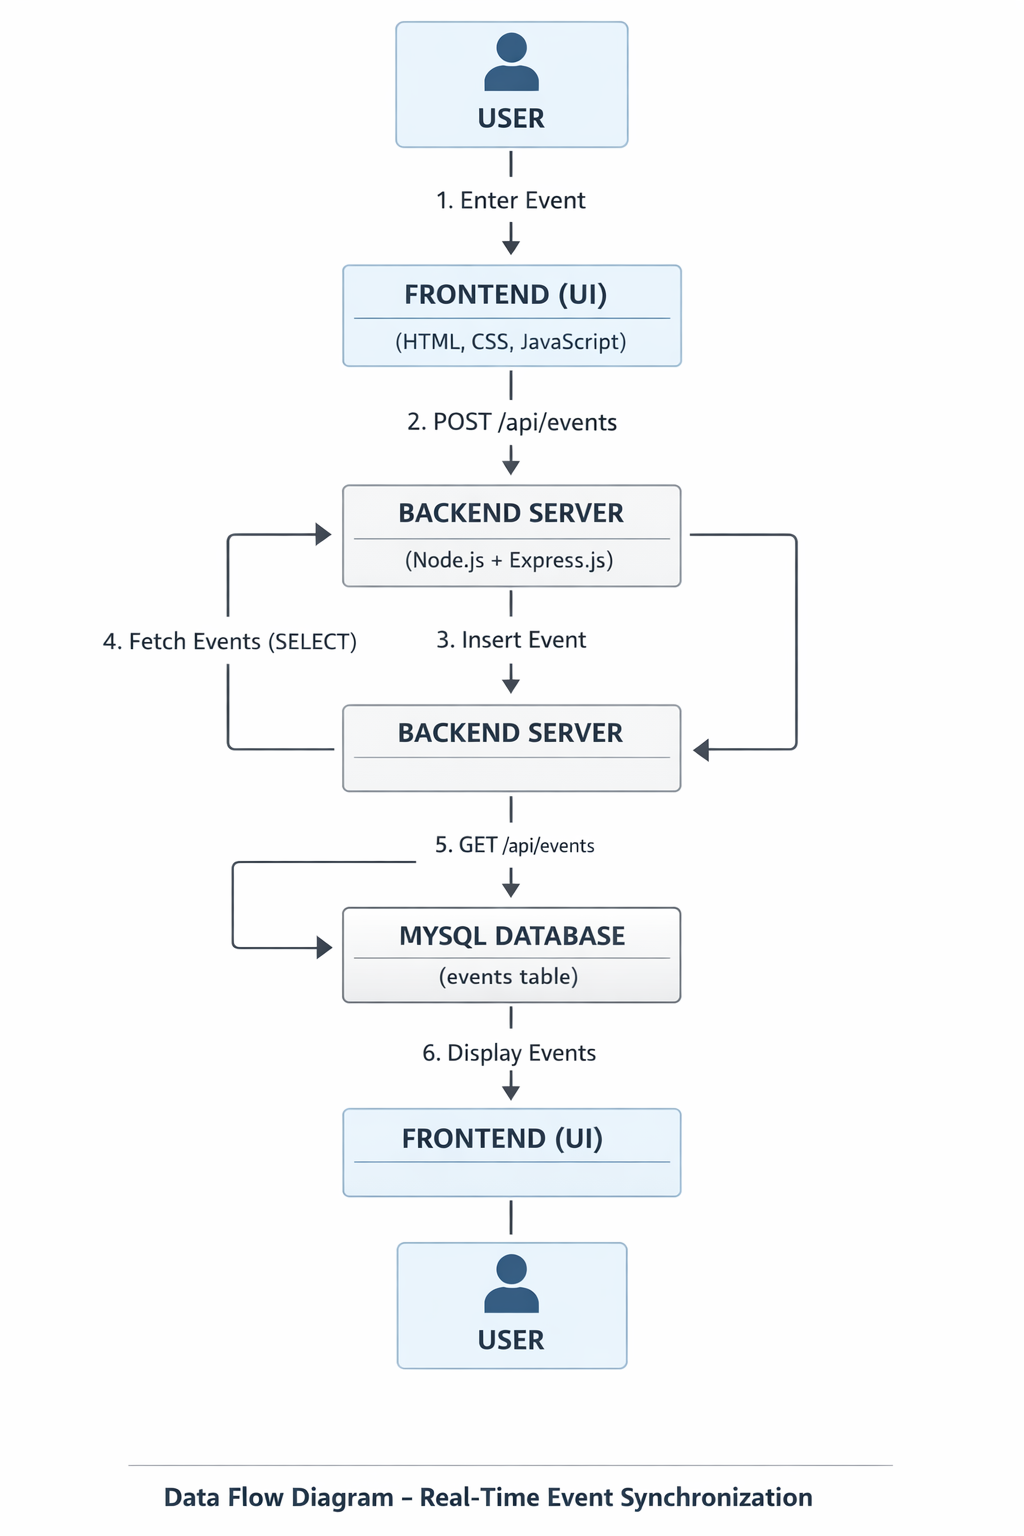 USER
1. Enter Event
FRONTEND (UI)
(HTML, CSS, JavaScript)
2. POST /api/events
BACKEND SERVER
(Node.js + Express.js)
4. Fetch Events (SELECT)
3. Insert Event
BACKEND SERVER
5. GET /api/events
MYSQL DATABASE
(events table)
6. Display Events
FRONTEND (UI)
USER
Data Flow Diagram – Real-Time Event Synchronization